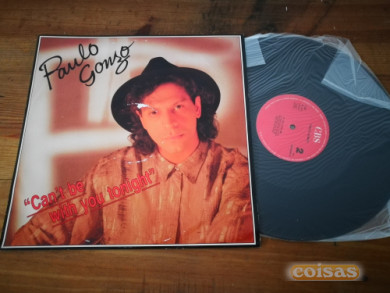 Paulo
Gonzo
"Can't be
with you tonight"
CBS
2
coisas